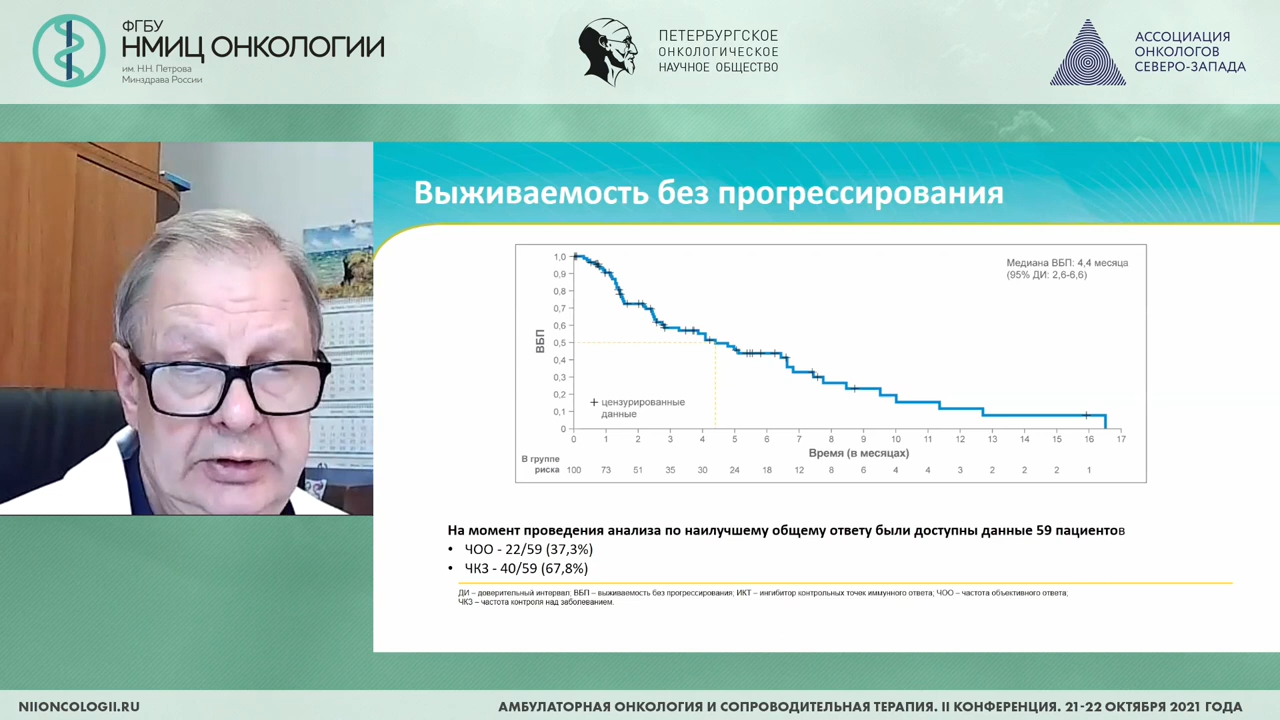 ФГБУ
НМИЦ ОНКОЛОГИИ
им. Н.Н. Петрова
Минздрава России
ПЕТЕРБУРГСКОЕ
ОНКОЛОГИЧЕСКОЕ
НАУЧНОЕ ОБЩЕСТВО
АССОЦИАЦИЯ
ОНКОЛОГОВ
СЕВЕРО-ЗАПАДА
Выживаемость без прогрессирования
Медиана ВБП: 4,4 месяца
(95% ДИ: 2,6-6,6)
ВБП
1,0
0,9
0,8
0,7
0,6
0,5
0,4
0,3
0,2
0,1
0
цензурированные
данные
0 1 2 3 4 5 6 7 8 9 10 11 12 13 14 15 16 17
Время (в месяцах)
В группе
риска 100 73 51 35 30 24 18 12 8 6 4 4 3 2 2 2 1
На момент проведения анализа по наилучшему общему ответу были доступны данные 59 пациентов
• ЧОО - 22/59 (37,3%)
• ЧКЗ - 40/59 (67,8%)
ДИ – доверительный интервал; ВБП – выживаемость без прогрессирования; ИКТ – ингибитор контрольных точек иммунного ответа; ЧОО – частота объективного ответа;
ЧКЗ – частота контроля над заболеванием.
NIIONCOLOGII.RU
АМБУЛАТОРНАЯ ОНКОЛОГИЯ И СОПРОВОДИТЕЛЬНАЯ ТЕРАПИЯ. II КОНФЕРЕНЦИЯ. 21-22 ОКТЯБРЯ 2021 ГОДА